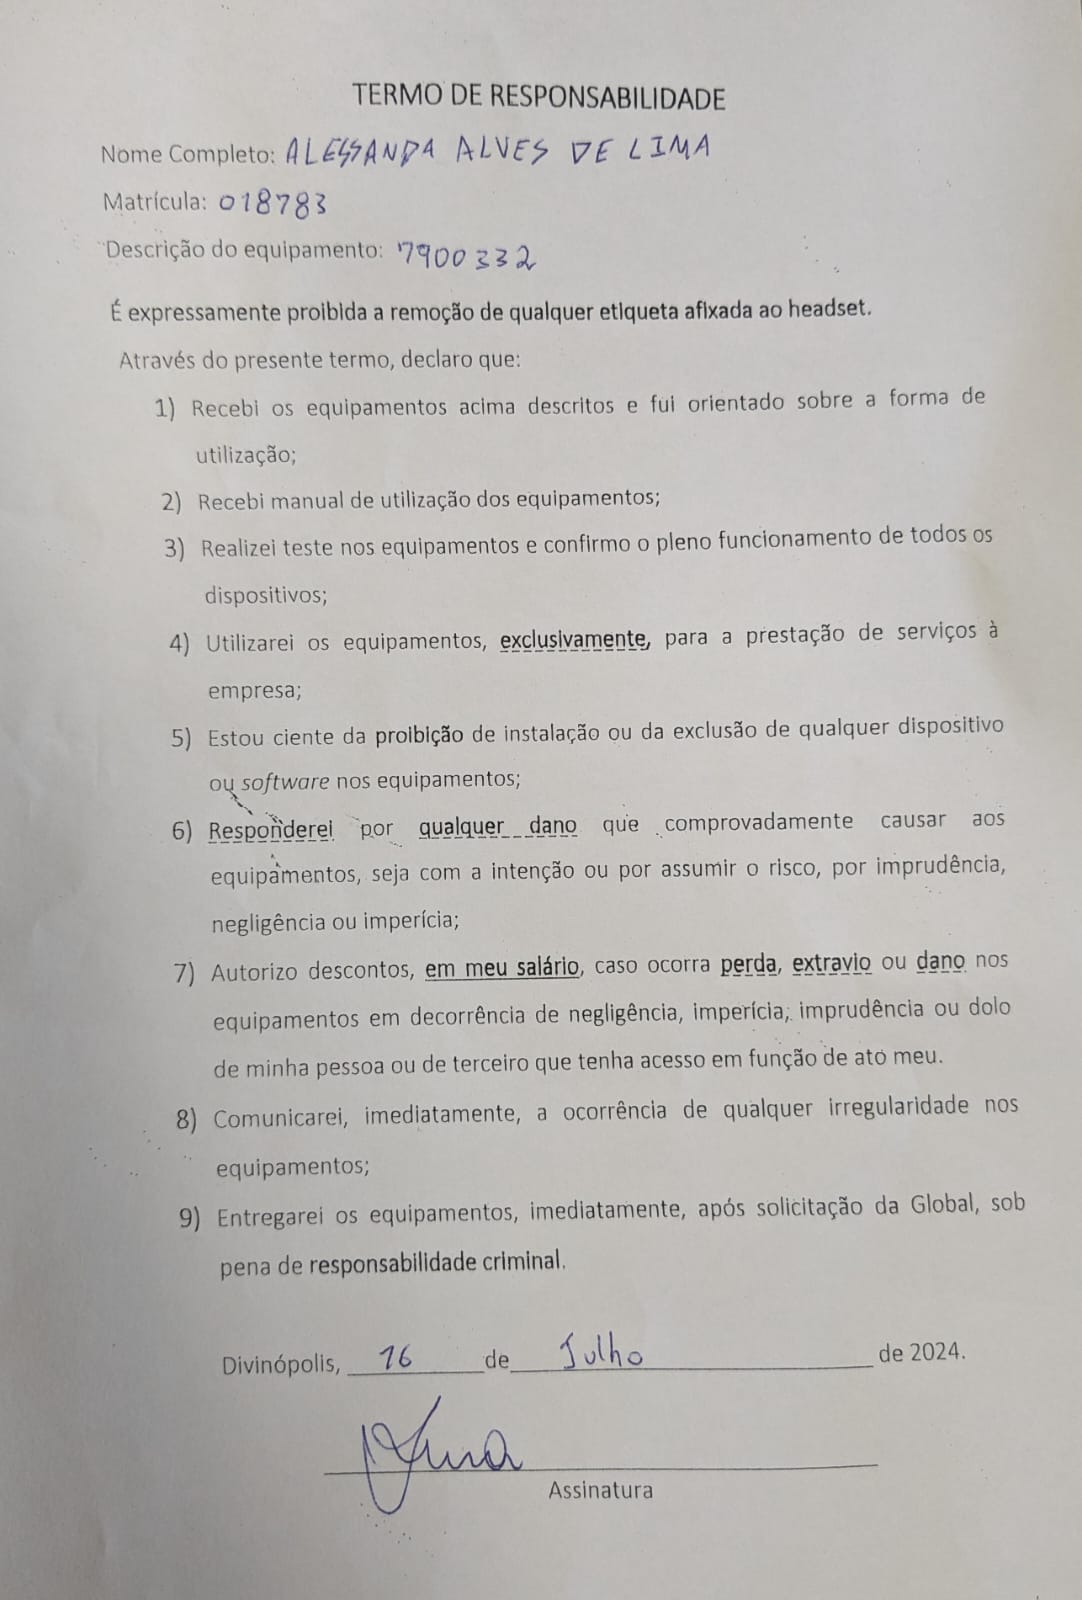 TERMO DE RESPONSABILIDADE
Nome Completo: ALESSANDA ALVES DE LIMA
Matrícula: 018783
Descrição do equipamento: 7900332
É expressamente proibida a remoção de qualquer etiqueta afixada ao headset.
Através do presente termo, declaro que:
1) Recebi os equipamentos acima descritos e fui orientado sobre a forma de
utilização;
2) Recebi manual de utilização dos equipamentos;
3) Realizei teste nos equipamentos e confirmo o pleno funcionamento de todos os
dispositivos;
4) Utilizarei os equipamentos, exclusivamente, para a prestação de serviços à
empresa;
5) Estou ciente da proibição de instalação ou da exclusão de qualquer dispositivo
ou software nos equipamentos;
6) Responderei por qualquer dano que comprovadamente causar aos
equipamentos, seja com a intenção ou por assumir o risco, por imprudência,
negligência ou imperícia;
7) Autorizo descontos, em meu salário, caso ocorra perda, extravio ou dano nos
equipamentos em decorrência de negligência, imperícia, imprudência ou dolo
de minha pessoa ou de terceiro que tenha acesso em função de ato meu.
8) Comunicarei, imediatamente, a ocorrência de qualquer irregularidade nos
equipamentos;
9) Entregarei os equipamentos, imediatamente, após solicitação da Global, sob
pena de responsabilidade criminal.
Divinópolis, 16 de Julho de 2024.
Assinatura